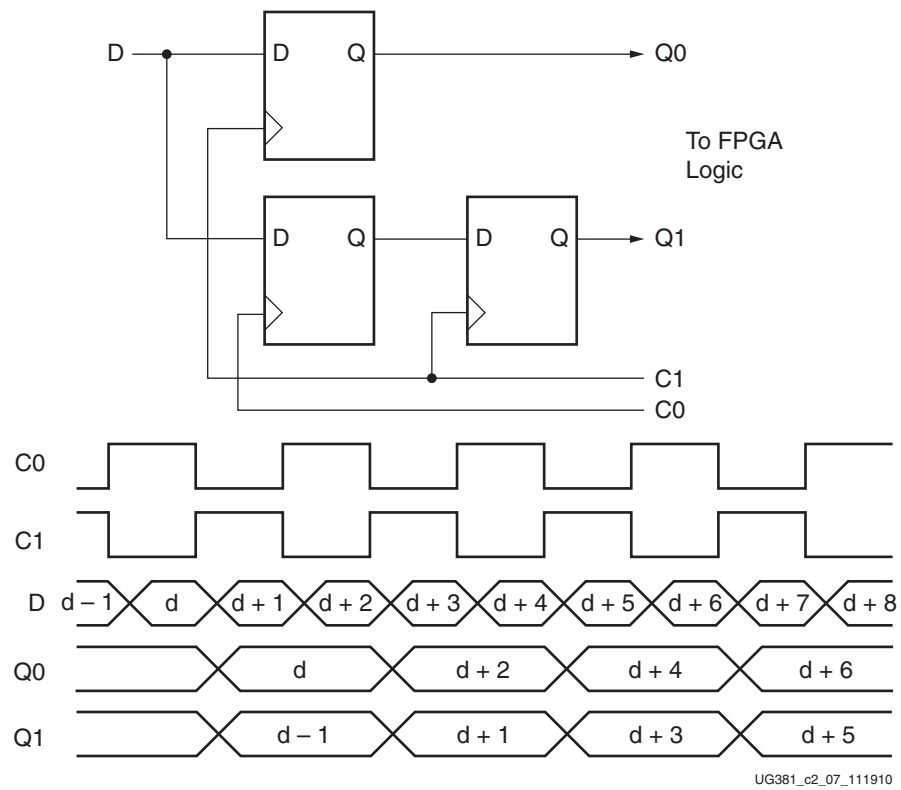 D D Q Q0
To FPGA
Logic
D Q D Q Q1
C1
C0
C0
C1
D d – 1 d d + 1 d + 2 d + 3 d + 4 d + 5 d + 6 d + 7 d + 8
Q0 d d + 2 d + 4 d + 6
Q1 d – 1 d + 1 d + 3 d + 5
UG381_c2_07_111910